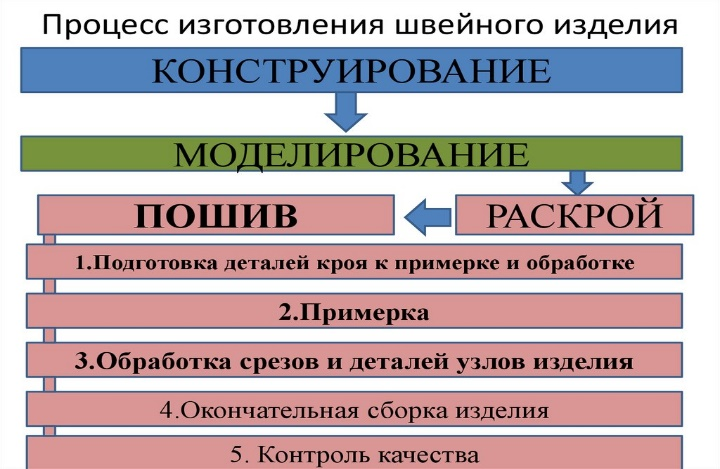 Процесс изготовления швейного изделия
КОНСТРУИРОВАНИЕ
МОДЕЛИРОВАНИЕ
ПОШИВ
РАСКРОЙ
1.Подготовка деталей кроя к примерке и обработке
2.Примерка
3.Обработка срезов и деталей узлов изделия
4.Окончательная сборка изделия
5. Контроль качества